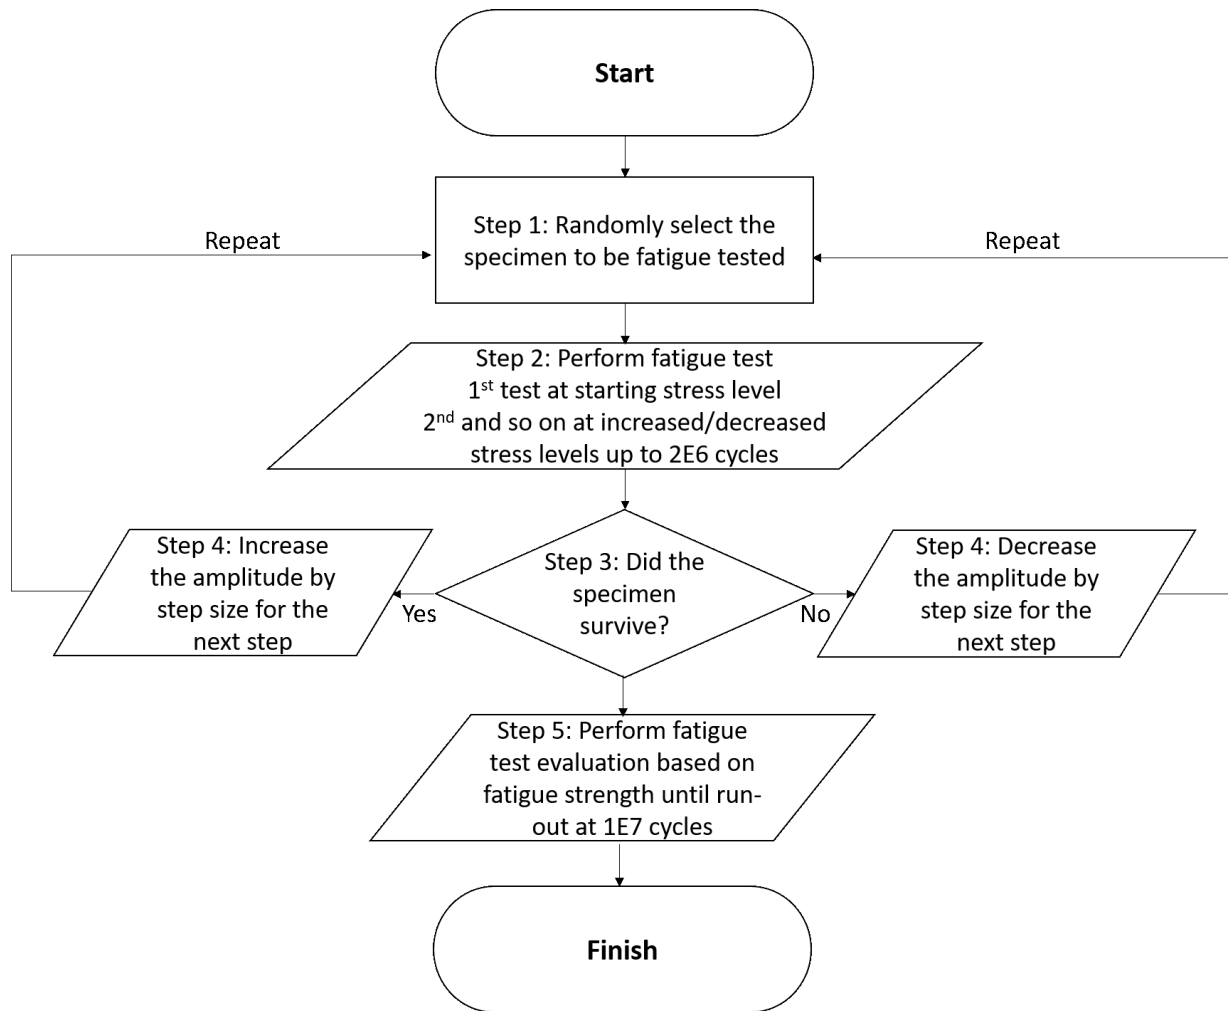 Start
Step 1: Randomly select the
specimen to be fatigue tested
Repeat
Repeat
Step 2: Perform fatigue test
1st test at starting stress level
2nd and so on at increased/decreased
stress levels up to 2E6 cycles
Step 4: Increase
the amplitude by
step size for the
next step
Yes
Step 3: Did the
specimen
survive?
No
Step 4: Decrease
the amplitude by
step size for the
next step
Step 5: Perform fatigue
test evaluation based on
fatigue strength until run-
out at 1E7 cycles
Finish